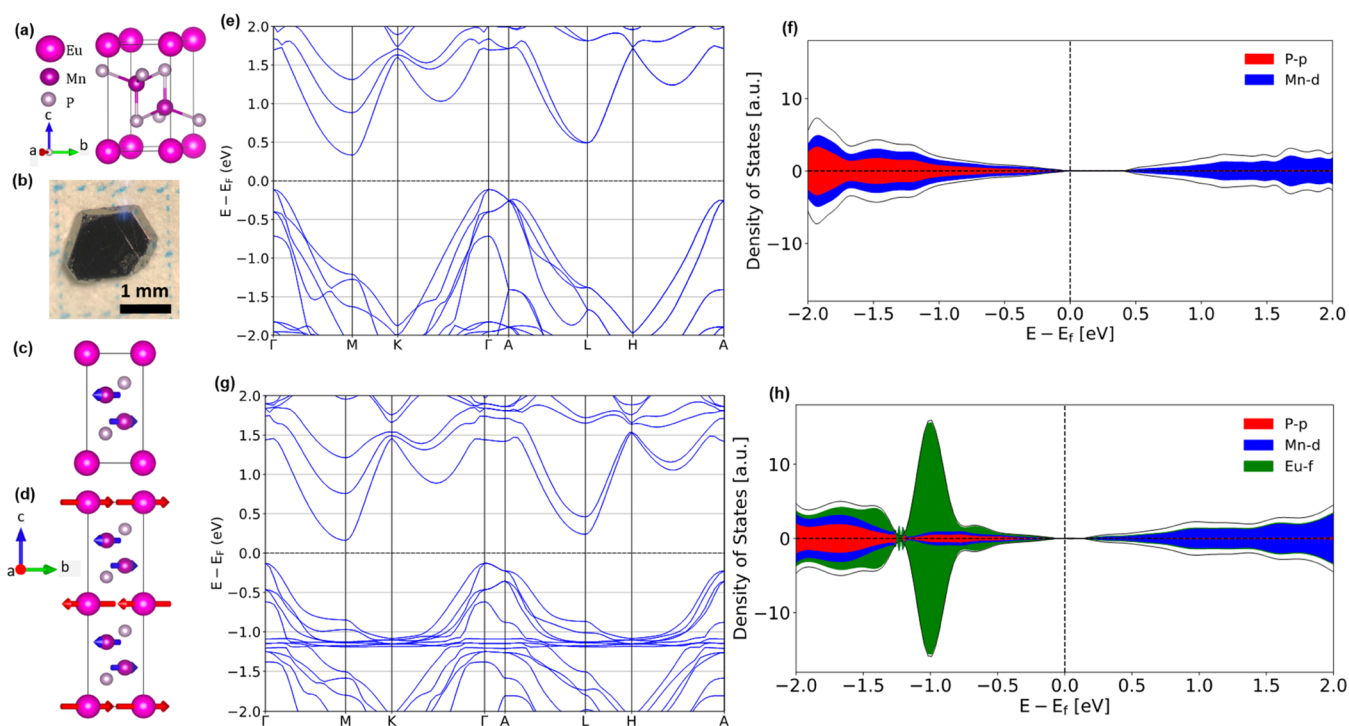 (a)
Eu
Mn
P
c
a
b
(b)
1 mm
(c)
(d)
c
a
b
(e)
2.0
1.5
1.0
0.5
0.0
−0.5
−1.0
−1.5
−2.0
E − E_F (eV)
Γ M K Γ A L H A
(f)
P-p
Mn-d
Density of States [a.u.]
10
0
−10
−2.0 −1.5 −1.0 −0.5 0.0 0.5 1.0 1.5 2.0
E − E_f [eV]
(g)
2.0
1.5
1.0
0.5
0.0
−0.5
−1.0
−1.5
−2.0
E − E_F (eV)
Γ M K Γ A L H A
(h)
P-p
Mn-d
Eu-f
Density of States [a.u.]
10
0
−10
−2.0 −1.5 −1.0 −0.5 0.0 0.5 1.0 1.5 2.0
E − E_f [eV]